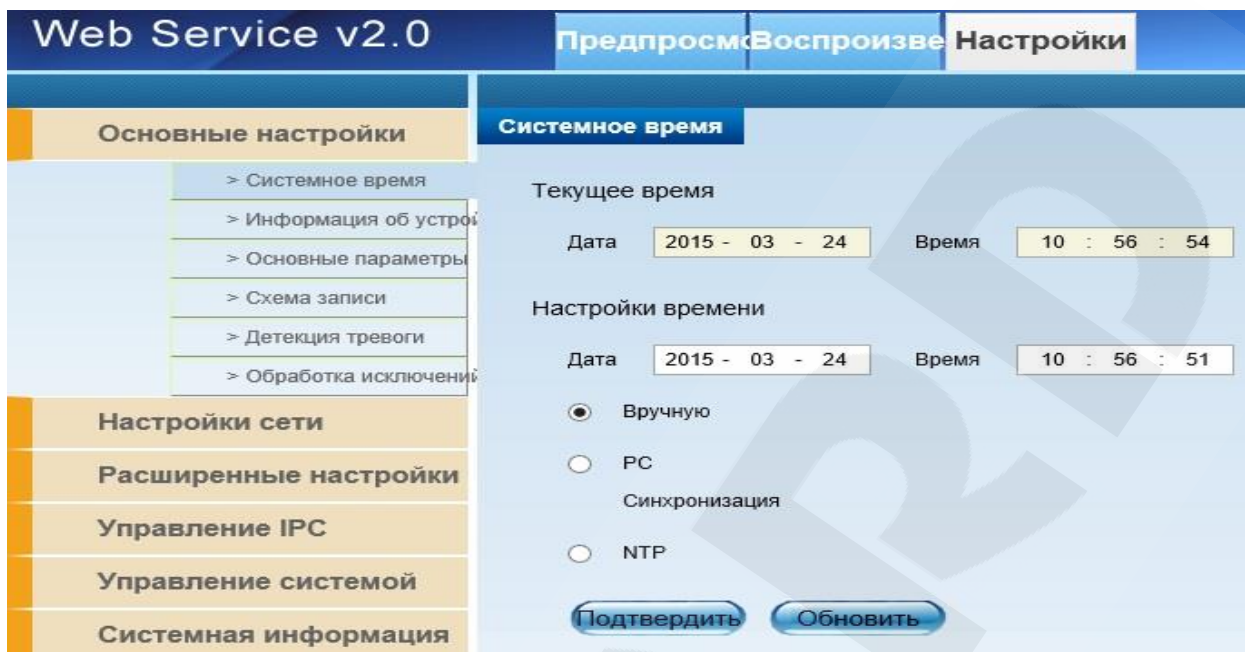 Web Service v2.0
Предпросмо
Воспроизве
Настройки
Основные настройки
> Системное время
> Информация об устрой
> Основные параметры
> Схема записи
> Детекция тревоги
> Обработка исключений
Настройки сети
Расширенные настройки
Управление IPC
Управление системой
Системная информация
Системное время
Текущее время
Дата 2015 - 03 - 24 Время 10 : 56 : 54
Настройки времени
Дата 2015 - 03 - 24 Время 10 : 56 : 51
Вручную
PC
Синхронизация
NTP
Подтвердить Обновить